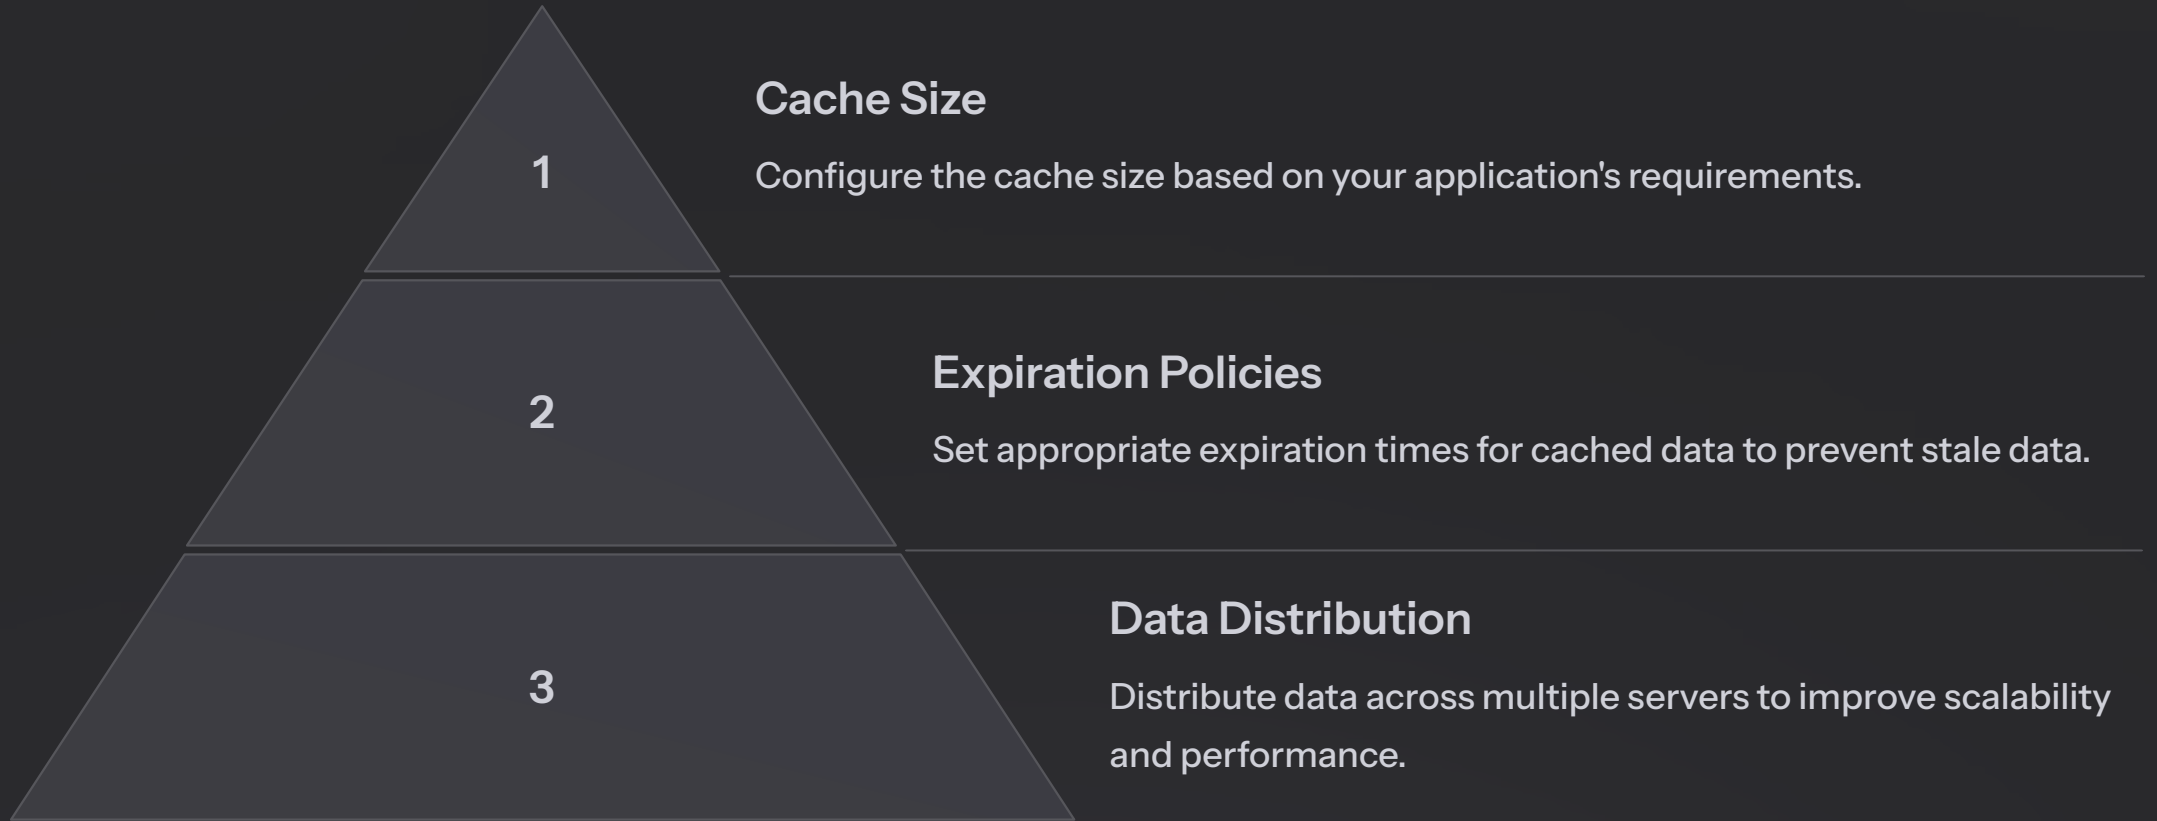 1
Cache Size
Configure the cache size based on your application's requirements.
2
Expiration Policies
Set appropriate expiration times for cached data to prevent stale data.
3
Data Distribution
Distribute data across multiple servers to improve scalability
and performance.